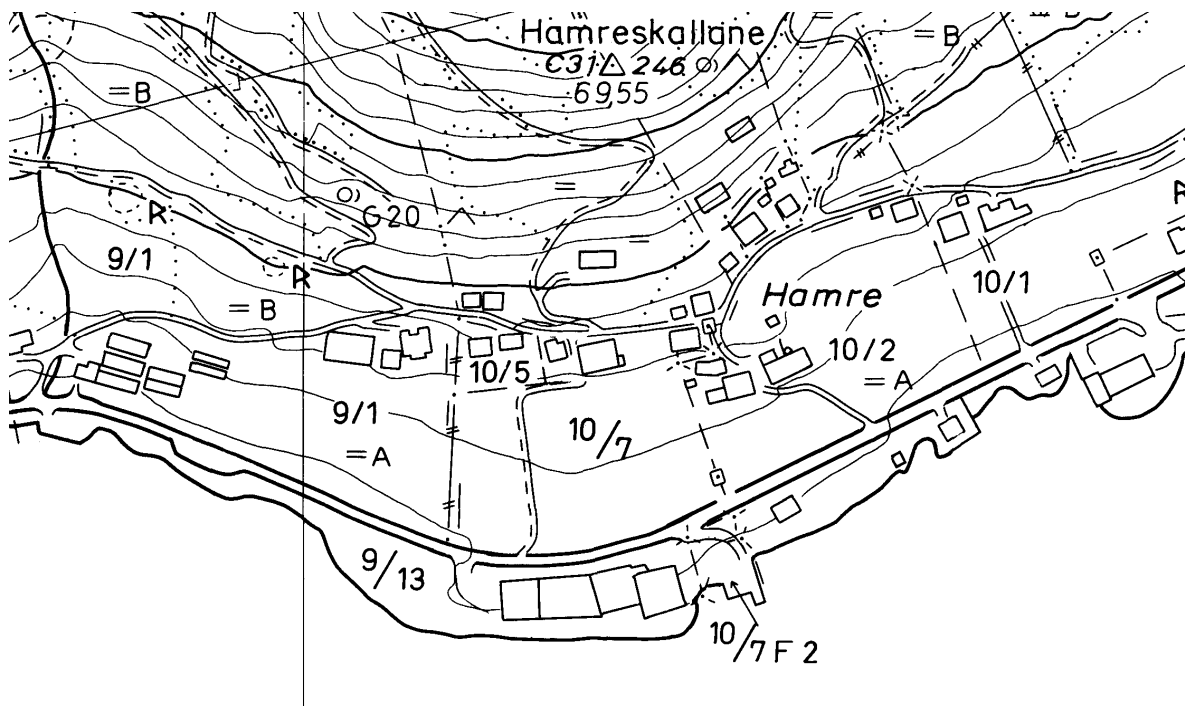 Hamreskallane
C31 246
6955
= B
= B
G20
R
9/1
R
= B
Hamre
10/1
10/2
= A
10/5
9/1
= A
10/7
9/13
10/7 F 2